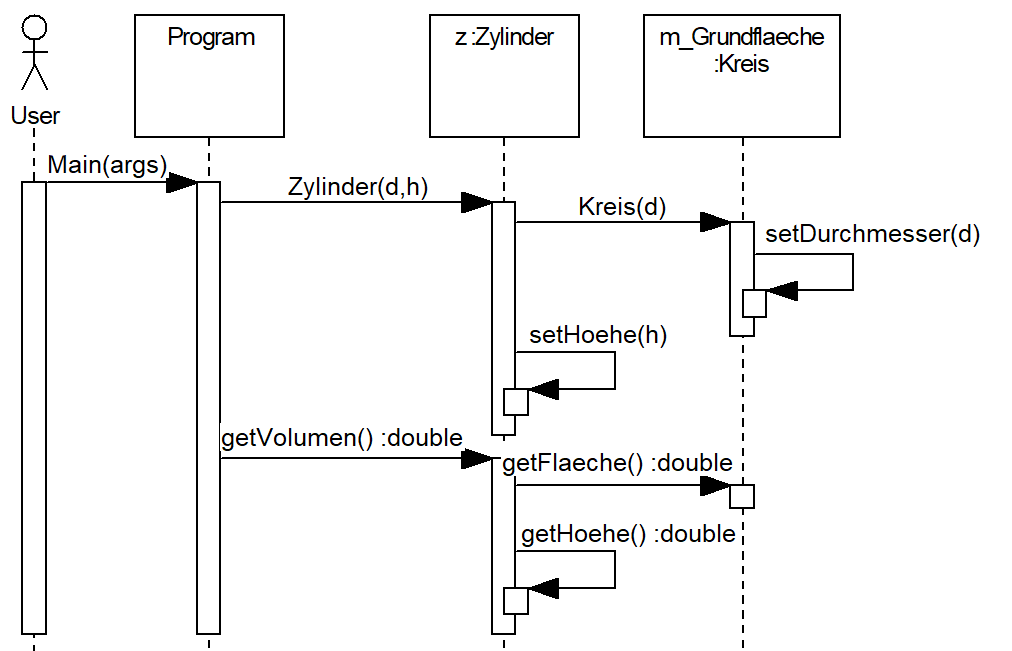 Program
z :Zylinder
m_Grundflaeche
:Kreis
User
Main(args)
Zylinder(d,h)
Kreis(d)
setDurchmesser(d)
setHoehe(h)
getVolumen() :double
getFlaeche() :double
getHoehe() :double